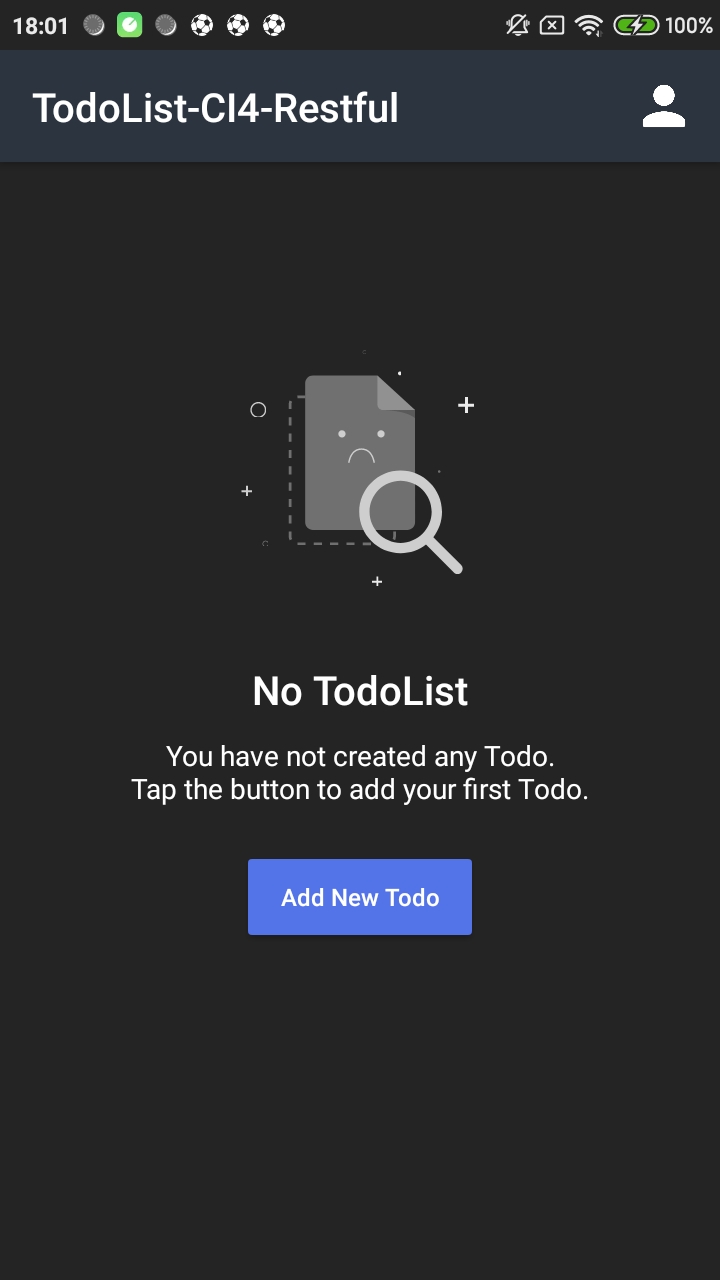 18:01
100%
TodoList-CI4-Restful
No TodoList
You have not created any Todo.
Tap the button to add your first Todo.
Add New Todo